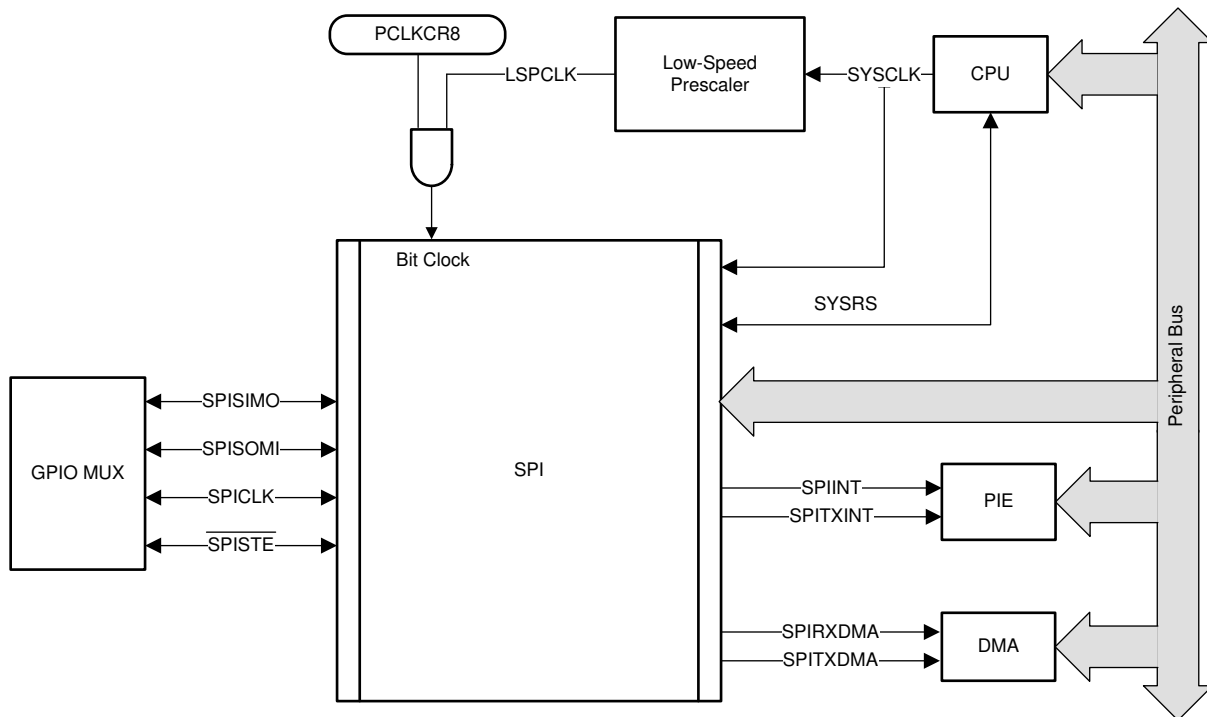 PCLKCR8
LSPCLK
Low-Speed
Prescaler
SYSCLK
CPU
Bit Clock
SYSRS
Peripheral Bus
GPIO MUX
SPISIMO
SPISOMI
SPICLK
SPISTE
SPI
SPIINT
SPITXINT
PIE
SPIRXDMA
SPITXDMA
DMA